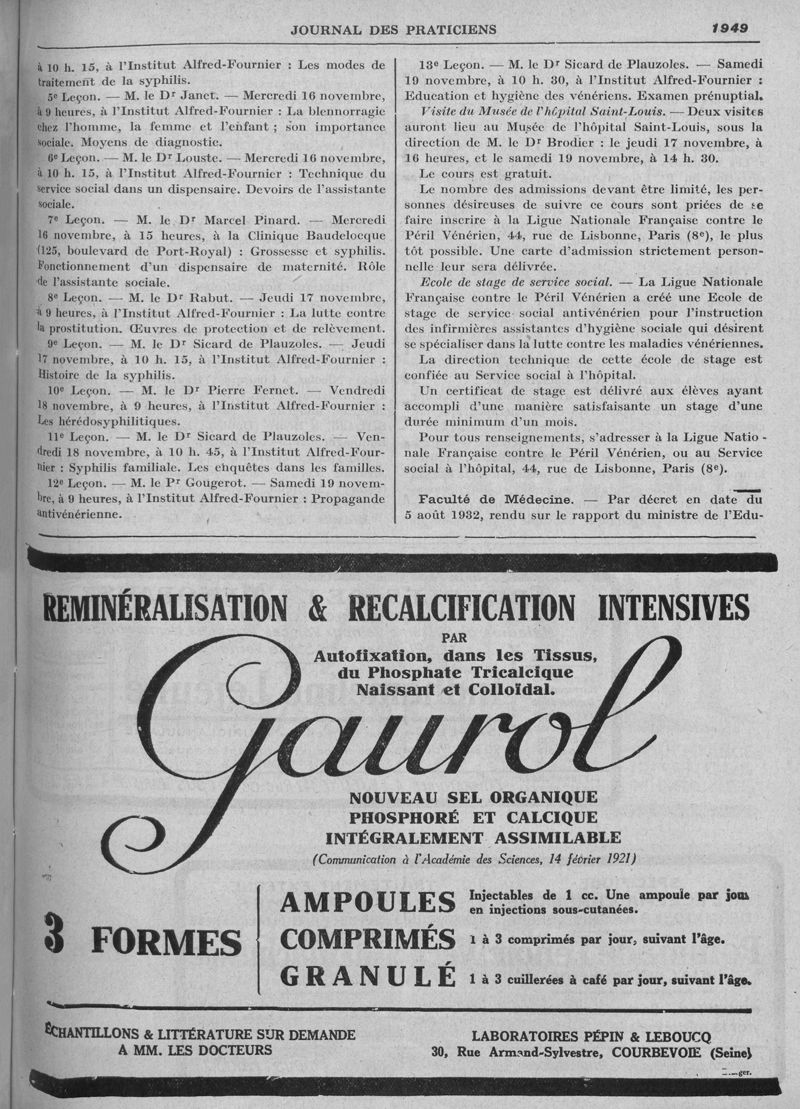 JOURNAL DES PRATICIENS 1949
à 10 h. 15, à l'Institut Alfred-Fournier : Les modes de
traitement de la syphilis.
5e Leçon. — M. le Dr Janet. — Mercredi 16 novembre,
à 9 heures, à l'Institut Alfred-Fournier : La blennorragie
chez l'homme, la femme et l'enfant ; son importance
sociale. Moyens de diagnostic.
6e Leçon. — M. le Dr Louste. — Mercredi 16 novembre,
à 10 h. 15, à l'Institut Alfred-Fournier : Technique du
service social dans un dispensaire. Devoirs de l'assistante
sociale.
7e Leçon. — M. le Dr Marcel Pinard. — Mercredi
16 novembre, à 15 heures, à la Clinique Baudelocque
(125, boulevard de Port-Royal) : Grossesse et syphilis.
Fonctionnement d'un dispensaire de maternité. Rôle
de l'assistante sociale.
8e Leçon. — M. le Dr Rabut. — Jeudi 17 novembre,
à 9 heures, à l'Institut Alfred-Fournier : La lutte contre
la prostitution. Œuvres de protection et de relèvement.
9e Leçon. — M. le Dr Sicard de Plauzoles. — Jeudi
17 novembre, à 10 h. 15, à l'Institut Alfred-Fournier :
Histoire de la syphilis.
10e Leçon. — M. le Dr Pierre Fernet. — Vendredi
18 novembre, à 9 heures, à l'Institut Alfred-Fournier :
Les hérédosyphilitiques.
11e Leçon. — M. le Dr Sicard de Plauzoles. — Ven-
dredi 18 novembre, à 10 h. 45, à l'Institut Alfred-Four-
nier : Syphilis familiale. Les enquêtes dans les familles.
12e Leçon. — M. le Pr Gougerot. — Samedi 19 novem-
bre, à 9 heures, à l'Institut Alfred-Fournier : Propagande
antivénérienne.
13e Leçon. — M. le Dr Sicard de Plauzoles. — Samedi
19 novembre, à 10 h. 30, à l'Institut Alfred-Fournier :
Education et hygiène des vénériens. Examen prénuptial.
Visite du Musée de l'hôpital Saint-Louis. — Deux visites
auront lieu au Musée de l'hôpital Saint-Louis, sous la
direction de M. le Dr Brodier : le jeudi 17 novembre, à
16 heures, et le samedi 19 novembre, à 14 h. 30.
Le cours est gratuit.
Le nombre des admissions devant être limité, les per-
sonnes désireuses de suivre ce cours sont priées de se
faire inscrire à la Ligue Nationale Française contre le
Péril Vénérien, 44, rue de Lisbonne, Paris (8e), le plus
tôt possible. Une carte d'admission strictement person-
nelle leur sera délivrée.
Ecole de stage de service social. — La Ligue Nationale
Française contre le Péril Vénérien a créé une Ecole de
stage de service social antivénérien pour l'instruction
des infirmières assistantes d'hygiène sociale qui désirent
se spécialiser dans la lutte contre les maladies vénériennes.
La direction technique de cette école de stage est
confiée au Service social à l'hôpital.
Un certificat de stage est délivré aux élèves ayant
accompli d'une manière satisfaisante un stage d'une
durée minimum d'un mois.
Pour tous renseignements, s'adresser à la Ligue Natio-
nale Française contre le Péril Vénérien, ou au Service
social à l'hôpital, 44, rue de Lisbonne, Paris (8e).
Faculté de Médecine. — Par décret en date du
5 août 1932, rendu sur le rapport du ministre de l'Edu-
REMINÉRALISATION & RECALCIFICATION INTENSIVES
PAR
Autofixation, dans les Tissus,
du Phosphate Tricalcique
Naissant et Colloïdal.
Gaurol
NOUVEAU SEL ORGANIQUE
PHOSPHORÉ ET CALCIQUE
INTÉGRALEMENT ASSIMILABLE
(Communication à l'Académie des Sciences, 14 février 1921)
3 FORMES
AMPOULES Injectables de 1 cc. Une ampoule par jour
en injections sous-cutanées.
COMPRIMÉS 1 à 3 comprimés par jour, suivant l'âge.
GRANULÉ 1 à 3 cuillerées à café par jour, suivant l'âge.
ÉCHANTILLONS & LITTÉRATURE SUR DEMANDE
A MM. LES DOCTEURS
LABORATOIRES PÉPIN & LEBOUCQ
30, Rue Armand-Sylvestre, COURBEVOIE (Seine)